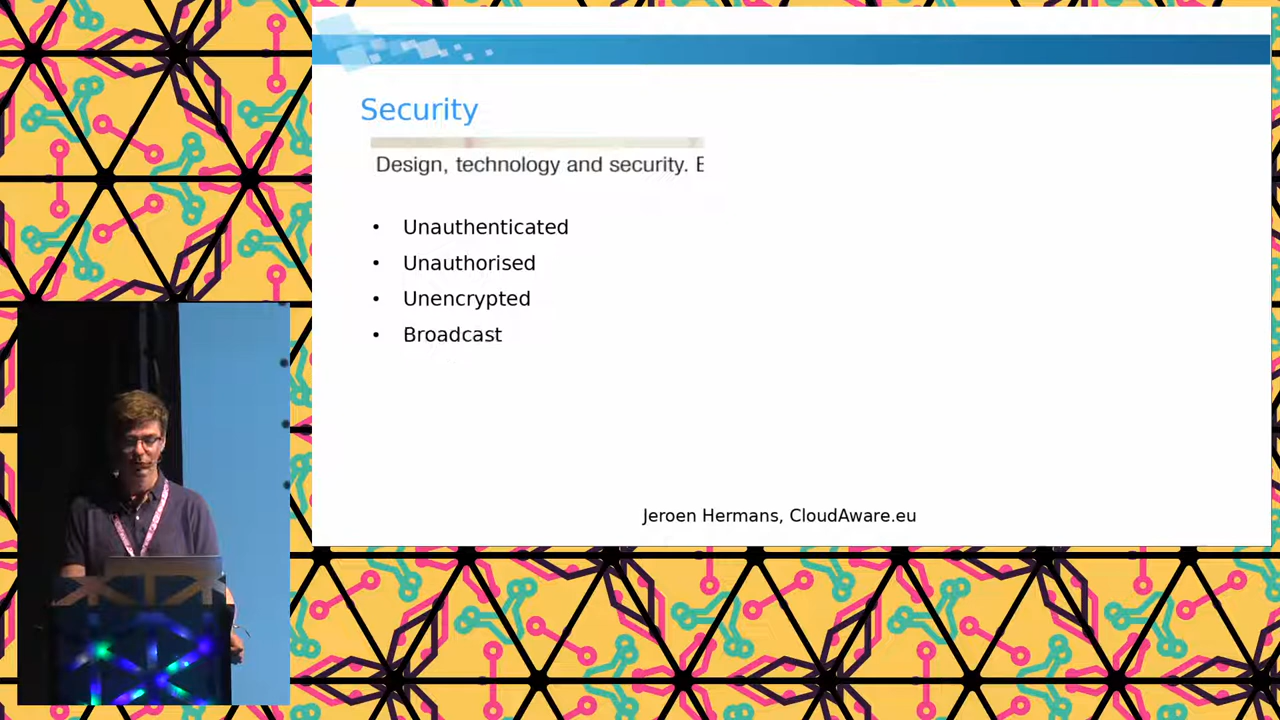 Security
Design, technology and security. E
• Unauthenticated
• Unauthorised
• Unencrypted
• Broadcast
Jeroen Hermans, CloudAware.eu